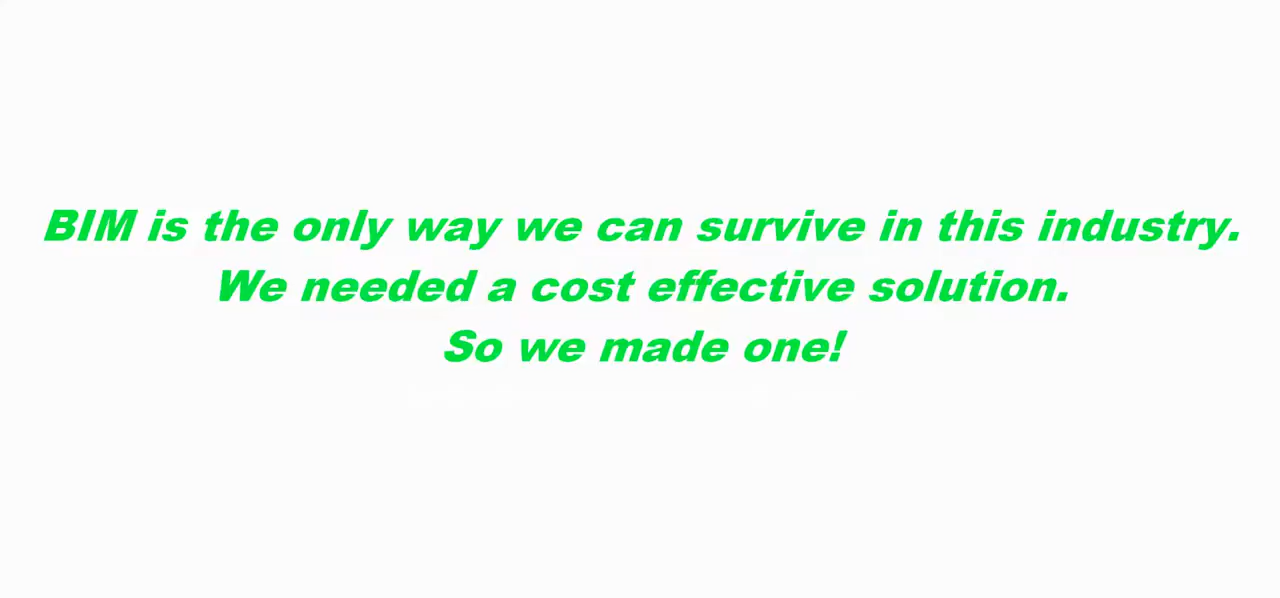 BIM is the only way we can survive in this industry.
We needed a cost effective solution.
So we made one!